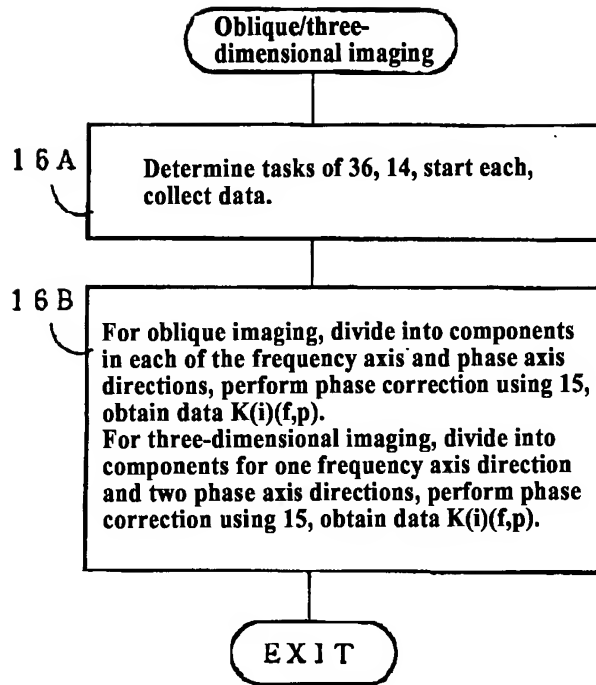 Oblique/three-
dimensional imaging
16A
Determine tasks of 36, 14, start each,
collect data.
16B
For oblique imaging, divide into components
in each of the frequency axis and phase axis
directions, perform phase correction using 15,
obtain data K(i)(f,p).
For three-dimensional imaging, divide into
components for one frequency axis direction
and two phase axis directions, perform phase
correction using 15, obtain data K(i)(f,p).
EXIT